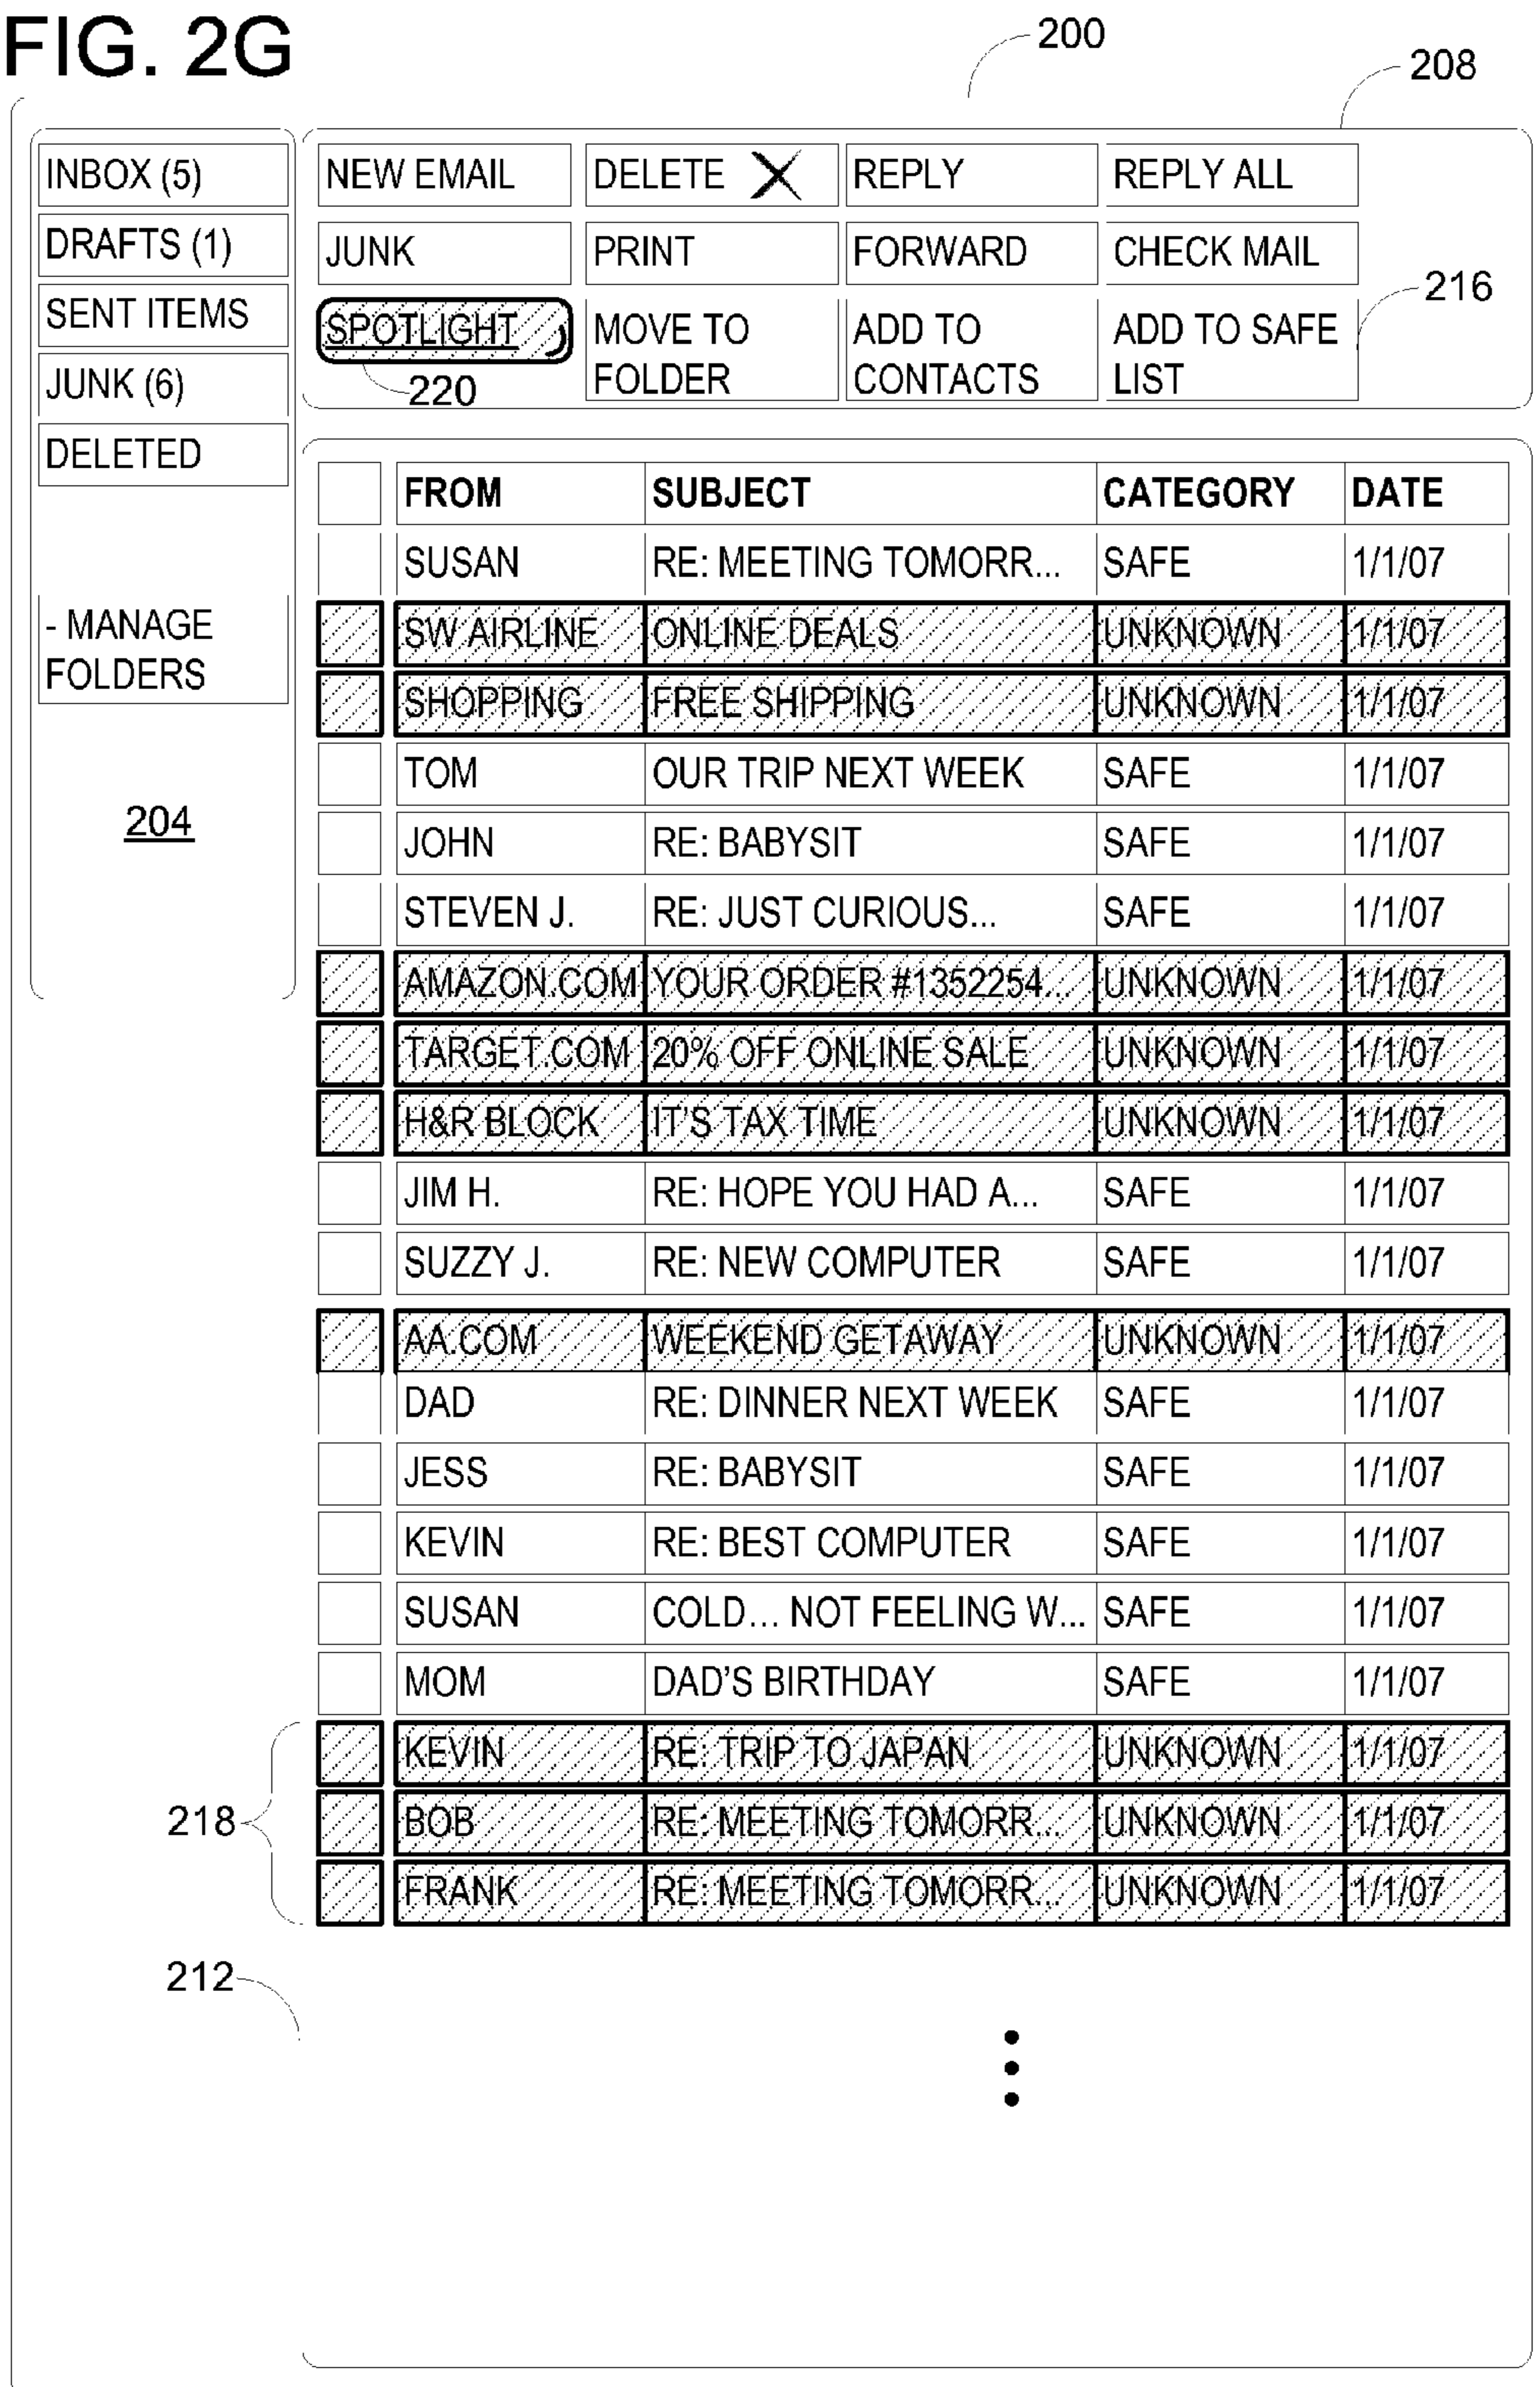 FIG. 2G
200
208
INBOX (5)
DRAFTS (1)
SENT ITEMS
JUNK (6)
DELETED
- MANAGE
FOLDERS
204
NEW EMAIL DELETE REPLY REPLY ALL
JUNK PRINT FORWARD CHECK MAIL
216
SPOTLIGHT MOVE TO FOLDER ADD TO CONTACTS ADD TO SAFE LIST
220
FROM SUBJECT CATEGORY DATE
SUSAN RE: MEETING TOMORR... SAFE 1/1/07
SW AIRLINE ONLINE DEALS UNKNOWN 1/1/07
SHOPPING FREE SHIPPING UNKNOWN 1/1/07
TOM OUR TRIP NEXT WEEK SAFE 1/1/07
JOHN RE: BABYSIT SAFE 1/1/07
STEVEN J. RE: JUST CURIOUS... SAFE 1/1/07
AMAZON.COM YOUR ORDER #1352254... UNKNOWN 1/1/07
TARGET.COM 20% OFF ONLINE SALE UNKNOWN 1/1/07
H&R BLOCK IT'S TAX TIME UNKNOWN 1/1/07
JIM H. RE: HOPE YOU HAD A... SAFE 1/1/07
SUZZY J. RE: NEW COMPUTER SAFE 1/1/07
AA.COM WEEKEND GETAWAY UNKNOWN 1/1/07
DAD RE: DINNER NEXT WEEK SAFE 1/1/07
JESS RE: BABYSIT SAFE 1/1/07
KEVIN RE: BEST COMPUTER SAFE 1/1/07
SUSAN COLD... NOT FEELING W... SAFE 1/1/07
MOM DAD'S BIRTHDAY SAFE 1/1/07
KEVIN RE: TRIP TO JAPAN UNKNOWN 1/1/07
218
BOB RE: MEETING TOMORR... UNKNOWN 1/1/07
FRANK RE: MEETING TOMORR... UNKNOWN 1/1/07
212